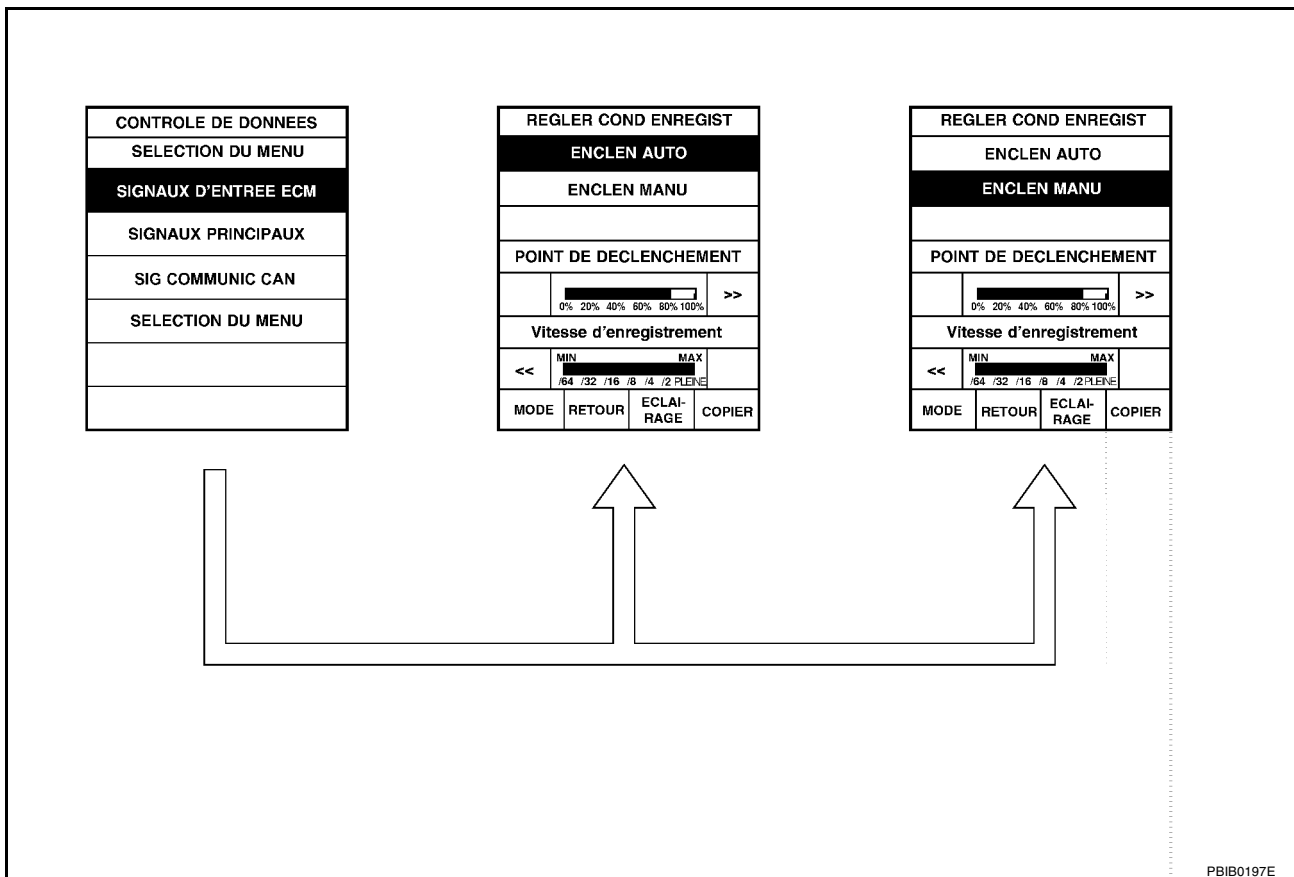 CONTROLE DE DONNEES
SELECTION DU MENU
SIGNAUX D'ENTREE ECM
SIGNAUX PRINCIPAUX
SIG COMMUNIC CAN
SELECTION DU MENU
REGLER COND ENREGIST
ENCLEN AUTO
ENCLEN MANU
POINT DE DECLENCHEMENT
>>
0% 20% 40% 60% 80% 100%
Vitesse d'enregistrement
MIN MAX
<<
/64 /32 /16 /8 /4 /2 PLEINE
MODE RETOUR ECLAI-
RAGE COPIER
REGLER COND ENREGIST
ENCLEN AUTO
ENCLEN MANU
POINT DE DECLENCHEMENT
>>
0% 20% 40% 60% 80% 100%
Vitesse d'enregistrement
MIN MAX
<<
/64 /32 /16 /8 /4 /2 PLEINE
MODE RETOUR ECLAI-
RAGE COPIER
PBIB0197E